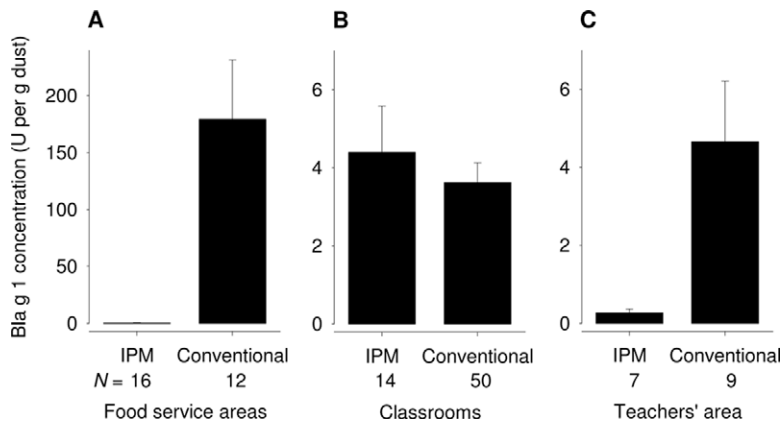 A
B
C
Bla g 1 concentration (U per g dust)
200
150
100
50
0
6
4
2
0
6
4
2
0
IPM Conventional
IPM Conventional
IPM Conventional
N = 16 12
14 50
7 9
Food service areas
Classrooms
Teachers' area